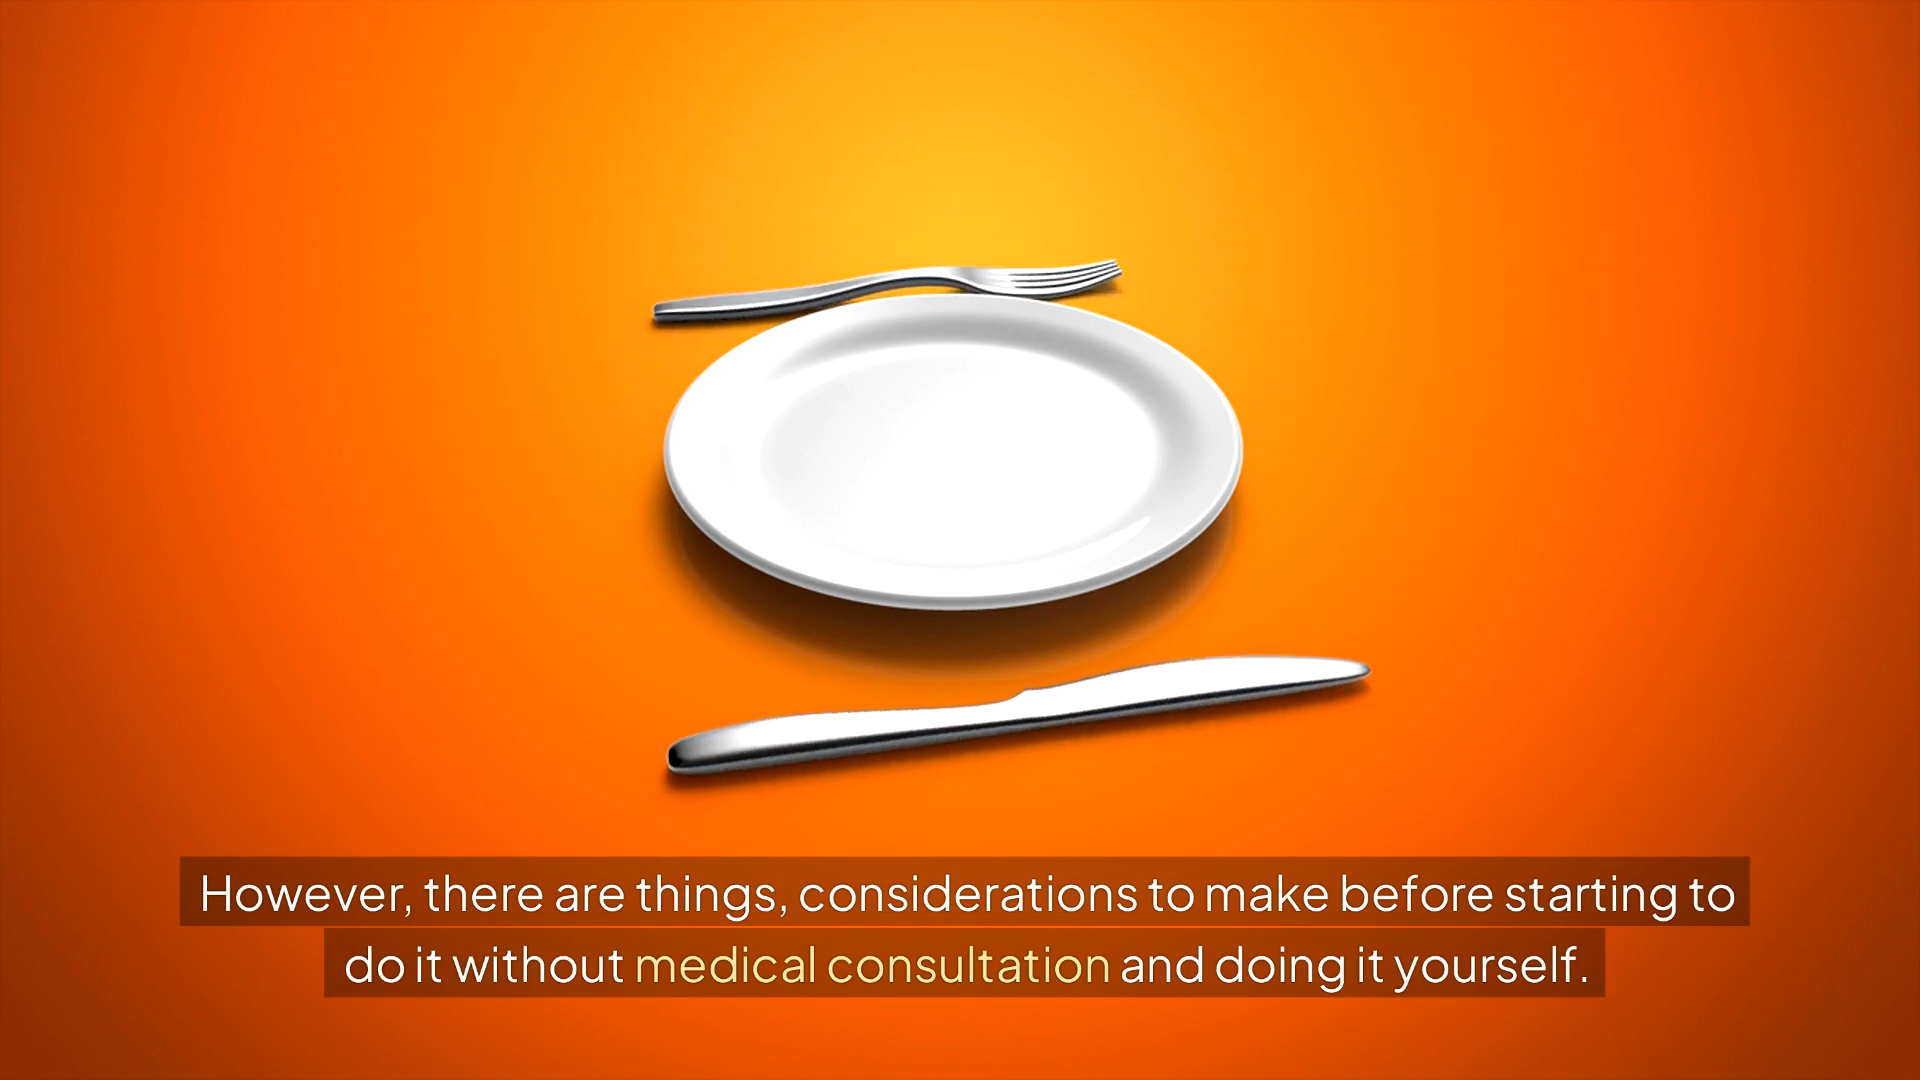 However, there are things, considerations to make before starting to
do it without medical consultation and doing it yourself.